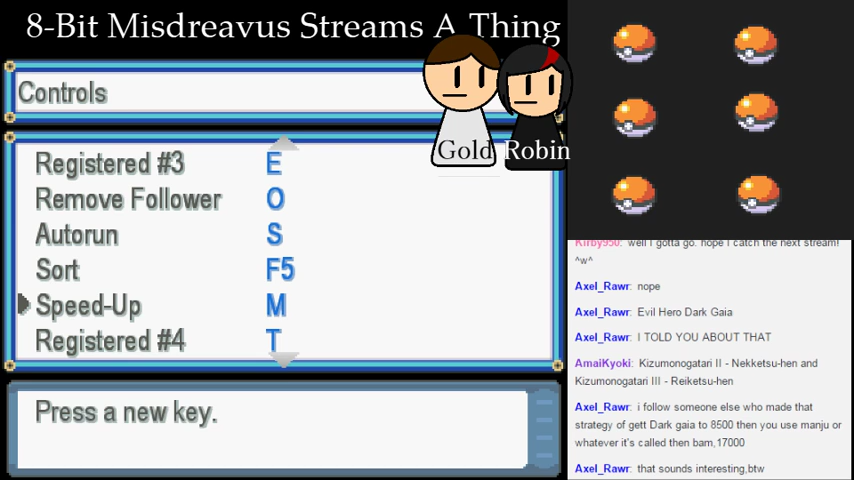 8-Bit Misdreavus Streams A Thing
Controls
Gold Robin
Registered #3 E
Remove Follower O
Autorun S
Sort F5
Speed-Up M
Registered #4 T
Press a new key.
Kirby950: well I gotta go. hope I catch the next stream!
^w^
Axel_Rawr: nope
Axel_Rawr: Evil Hero Dark Gaia
Axel_Rawr: I TOLD YOU ABOUT THAT
AmaiKyoki: Kizumonogatari II - Nekketsu-hen and
Kizumonogatari III - Reiketsu-hen
Axel_Rawr: i follow someone else who made that
strategy of gett Dark gaia to 8500 then you use manju or
whatever it's called then bam,17000
Axel_Rawr: that sounds interesting,btw